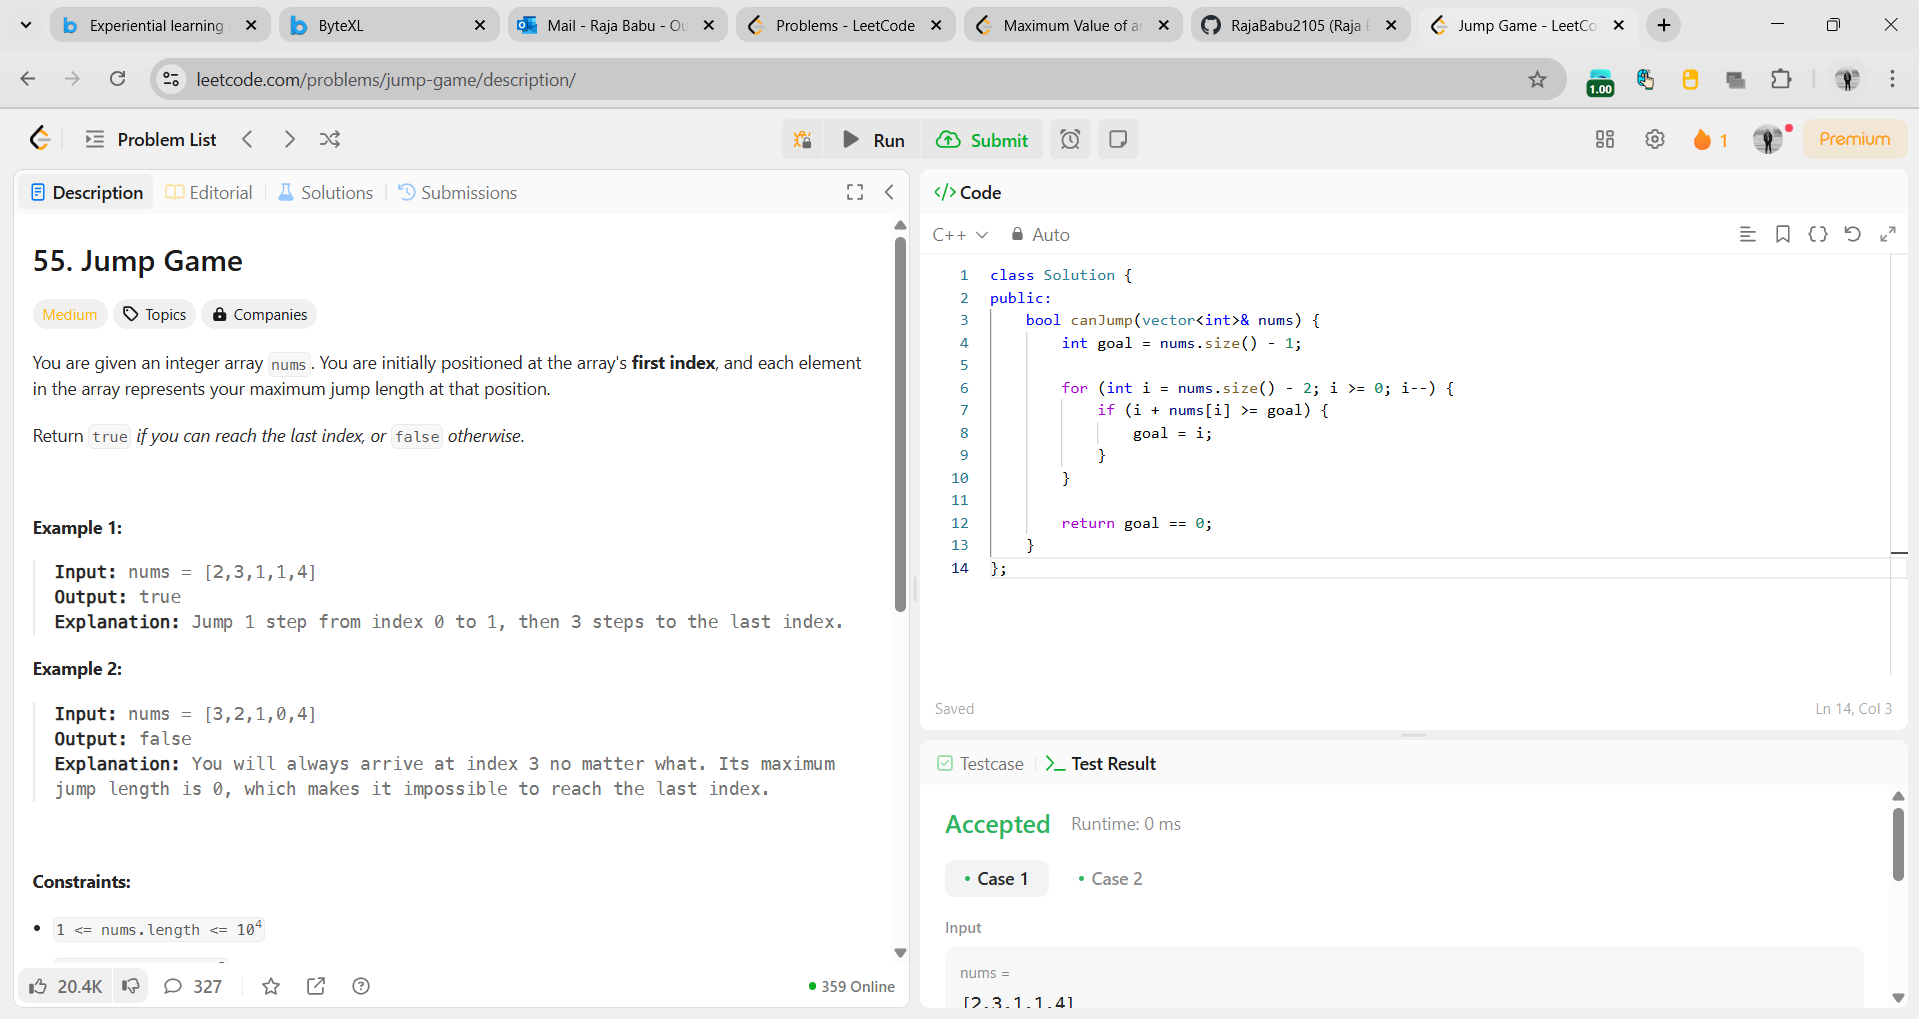 Experiential learning
ByteXL
Mail - Raja Babu - Ou
Problems - LeetCode
Maximum Value of a
RajaBabu2105 (Raja
Jump Game - LeetCo
leetcode.com/problems/jump-game/description/
1.00
Problem List
Run
Submit
1
Premium
Description
Editorial
Solutions
Submissions
55. Jump Game
Medium
Topics
Companies
You are given an integer array nums. You are initially positioned at the array's first index, and each element
in the array represents your maximum jump length at that position.
Return true if you can reach the last index, or false otherwise.
Example 1:
Input: nums = [2,3,1,1,4]
Output: true
Explanation: Jump 1 step from index 0 to 1, then 3 steps to the last index.
Example 2:
Input: nums = [3,2,1,0,4]
Output: false
Explanation: You will always arrive at index 3 no matter what. Its maximum
jump length is 0, which makes it impossible to reach the last index.
Constraints:
1 <= nums.length <= 10⁴
20.4K
327
359 Online
Code
C++
Auto
1 class Solution {
2 public:
3 bool canJump(vector<int>& nums) {
4 int goal = nums.size() - 1;
5
6 for (int i = nums.size() - 2; i >= 0; i--) {
7 if (i + nums[i] >= goal) {
8 goal = i;
9 }
10 }
11
12 return goal == 0;
13 }
14 };
Saved
Ln 14, Col 3
Testcase
Test Result
Accepted
Runtime: 0 ms
Case 1
Case 2
Input
nums =
[2,3,1,1,4]